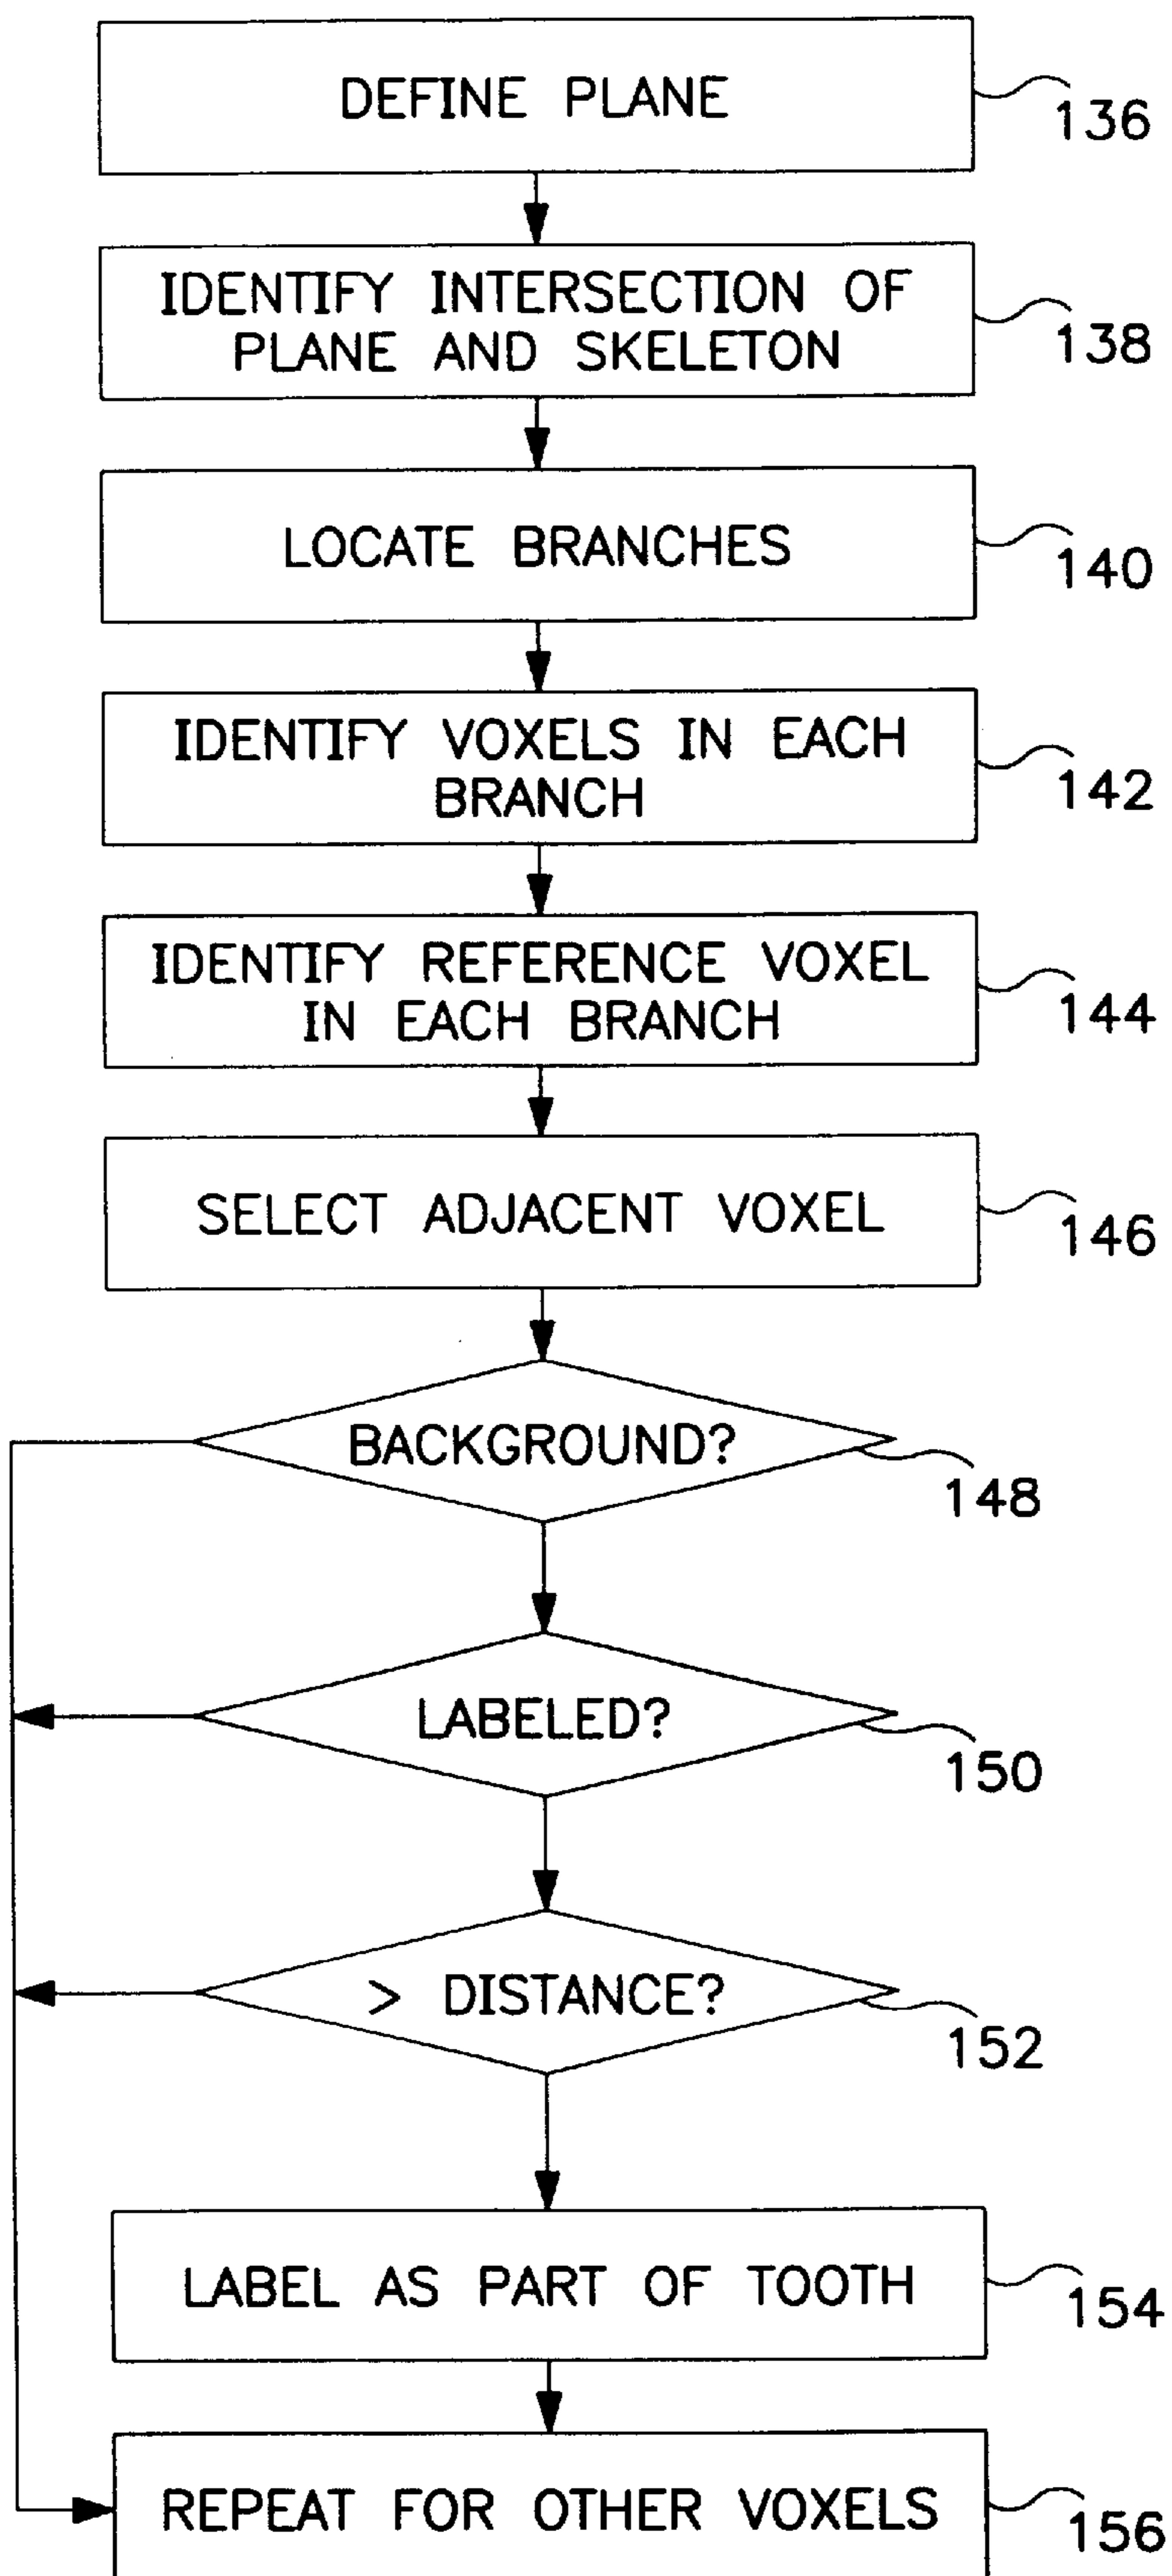 DEFINE PLANE
136
IDENTIFY INTERSECTION OF
PLANE AND SKELETON
138
LOCATE BRANCHES
140
IDENTIFY VOXELS IN EACH
BRANCH
142
IDENTIFY REFERENCE VOXEL
IN EACH BRANCH
144
SELECT ADJACENT VOXEL
146
BACKGROUND?
148
LABELED?
150
> DISTANCE?
152
LABEL AS PART OF TOOTH
154
REPEAT FOR OTHER VOXELS
156